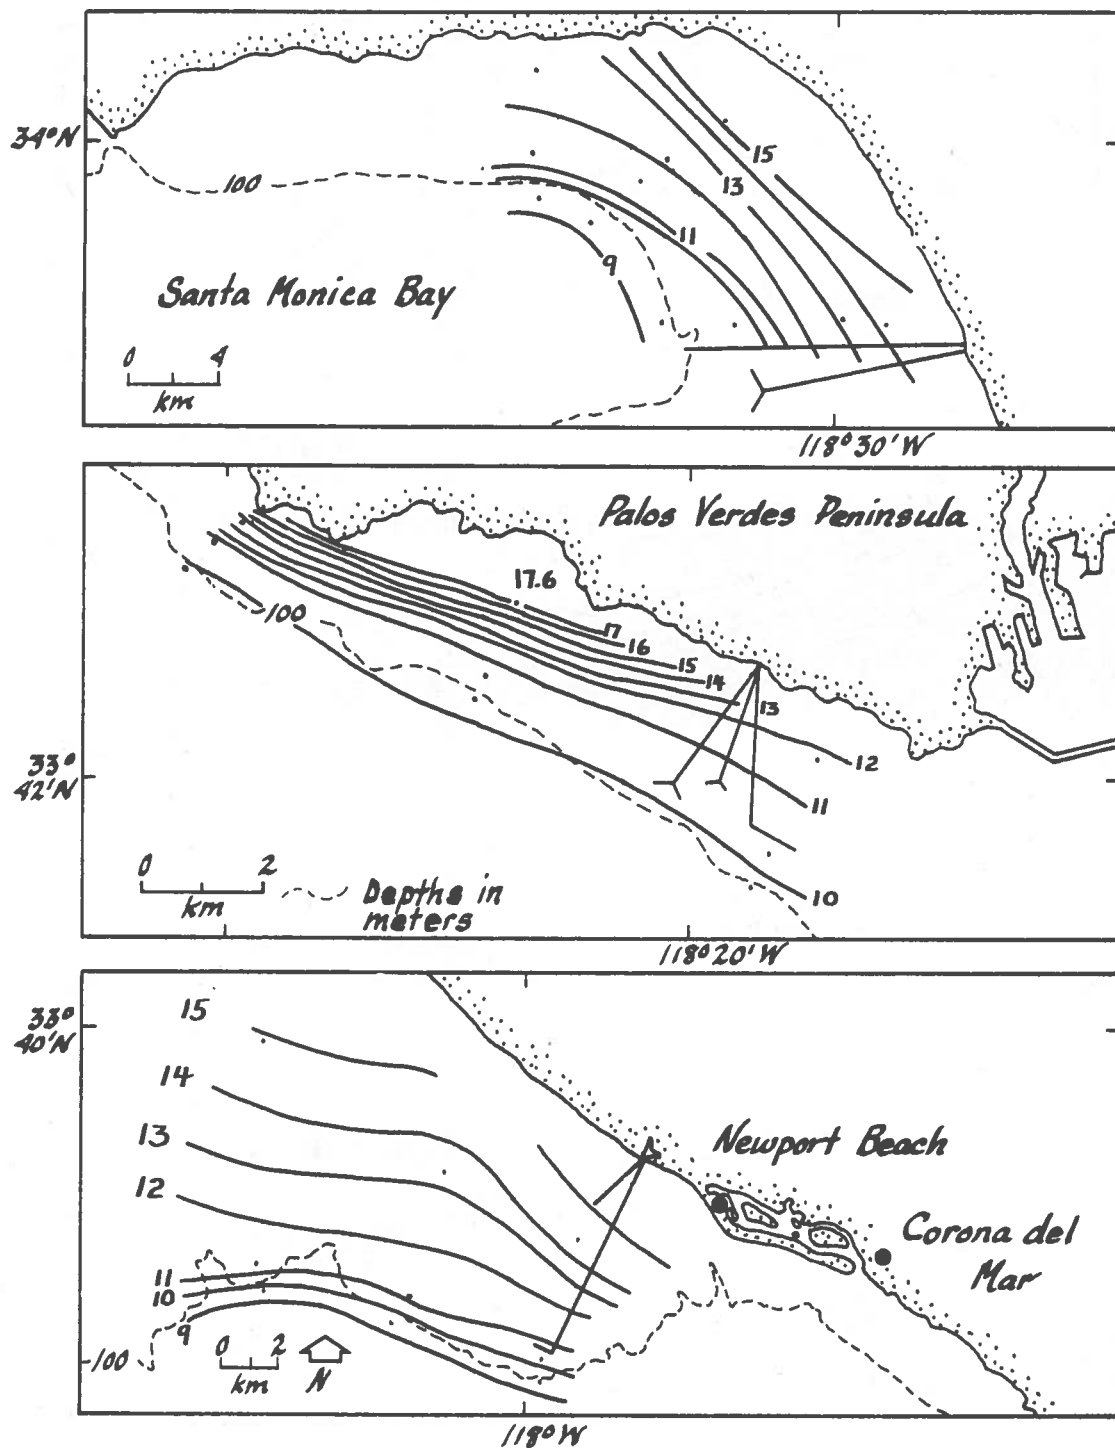 34° N
100
15
13
11
9
Santa Monica Bay
0 4
km
118° 30' W
Palos Verdes Peninsula
17.6
100
17
16
15
14
13
12
11
10
33°
42' N
0 2
km
Depths in
meters
118° 20' W
33°
40' N
15
14
13
12
11
10
9
100
0 2
km
N
Newport Beach
Corona del
Mar
118° W